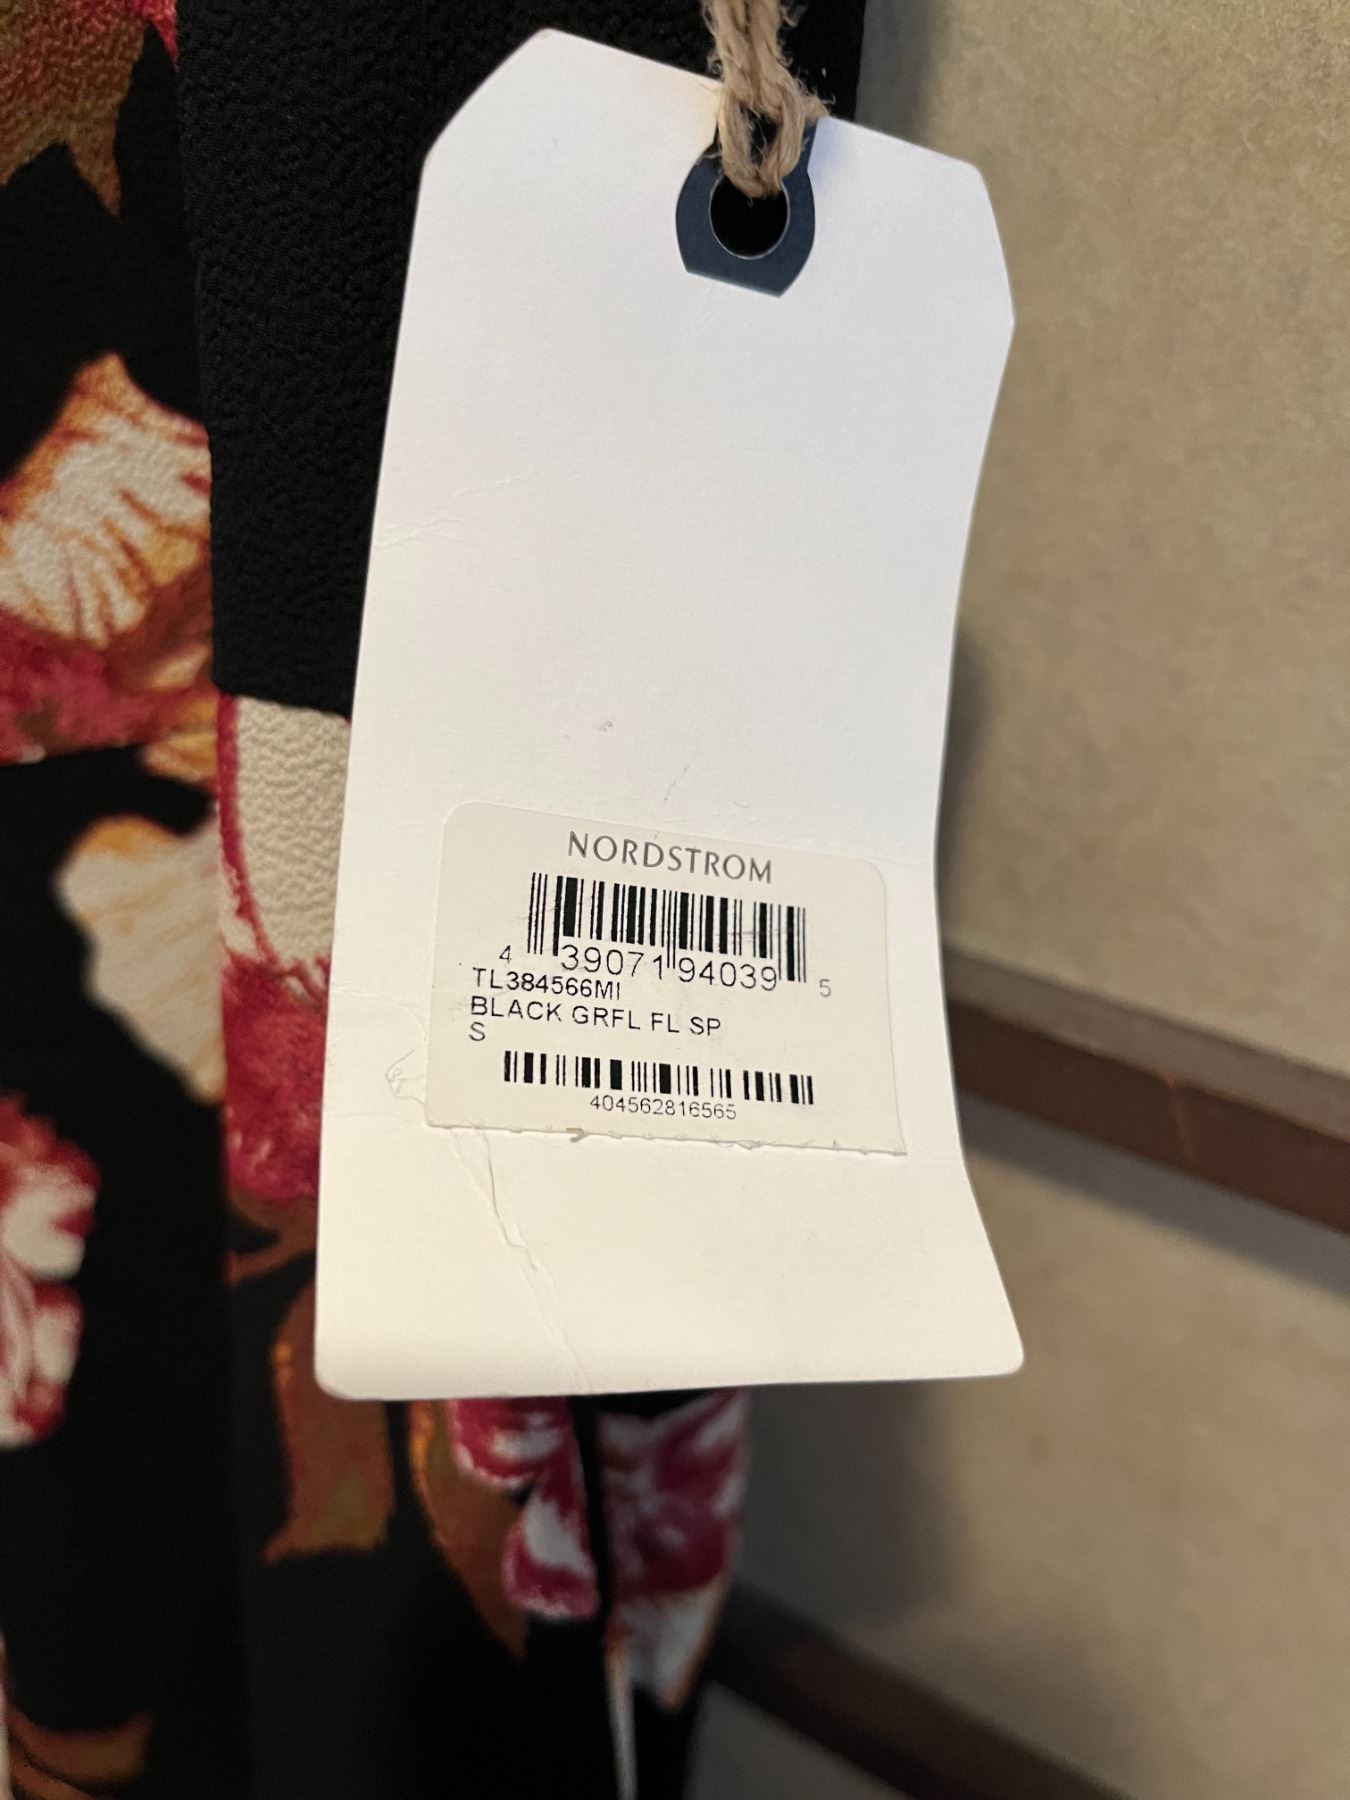 NORDSTROM
4 39071 94039 5
TL384566MI
BLACK GRFL FL SP
S
404562816565